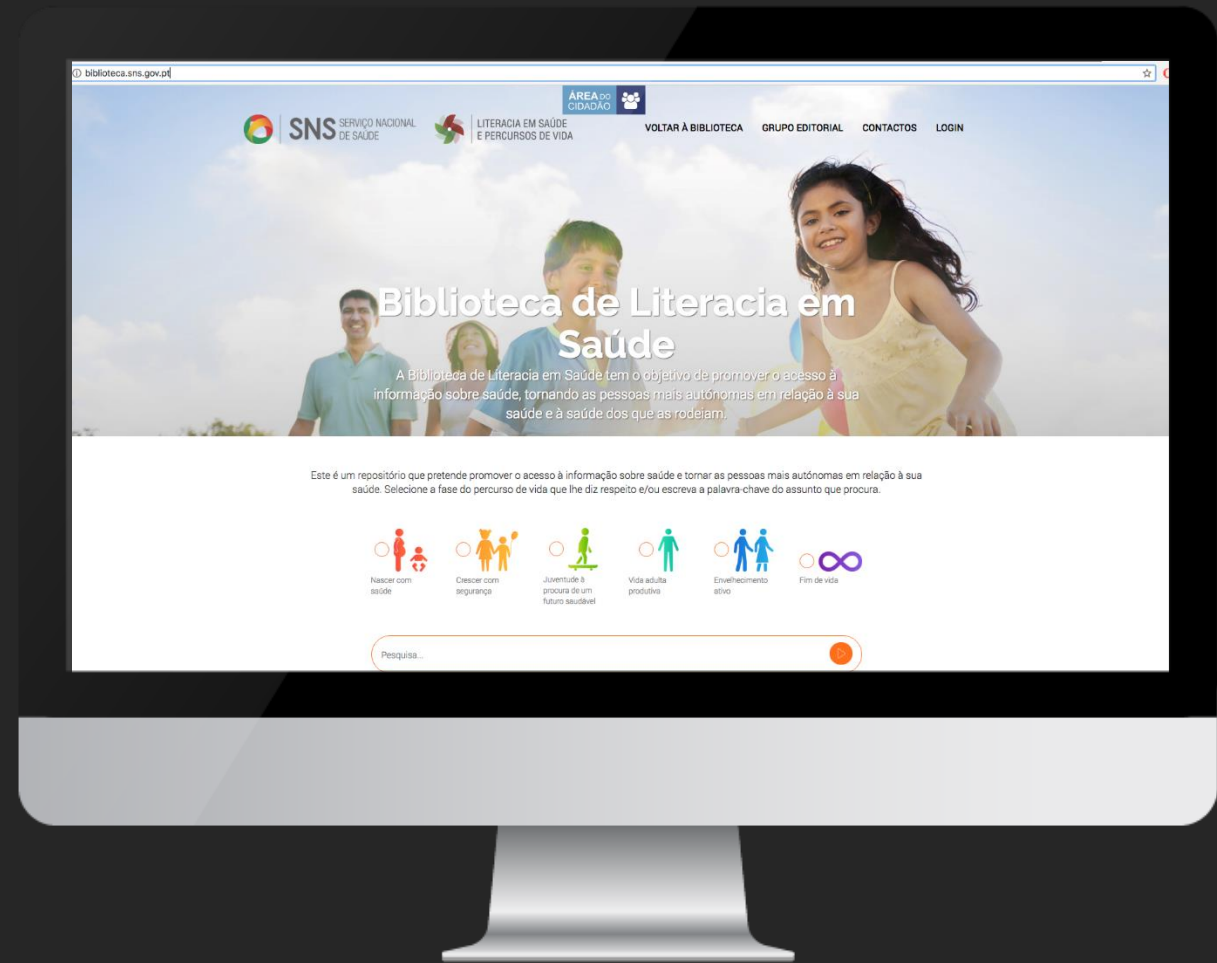 biblioteca.sns.gov.pt
ÁREA DO
CIDADÃO
SNS SERVIÇO NACIONAL
DE SAÚDE
LITERACIA EM SAÚDE
E PERCURSOS DE VIDA
VOLTAR À BIBLIOTECA GRUPO EDITORIAL CONTACTOS LOGIN
Biblioteca de Literacia em
Saúde
A Biblioteca de Literacia em Saúde tem o objetivo de promover o acesso à
informação sobre saúde, tornando as pessoas mais autónomas em relação à sua
saúde e à saúde dos que as rodeiam.
Este é um repositório que pretende promover o acesso à informação sobre saúde e tornar as pessoas mais autónomas em relação à sua
saúde. Selecione a fase do percurso de vida que lhe diz respeito e/ou escreva a palavra-chave do assunto que procura.
Nascer com
saúde
Crescer com
segurança
Juventude à
procura de um
futuro saudável
Vida adulta
produtiva
Envelhecimento
ativo
Fim de vida
Pesquisa...